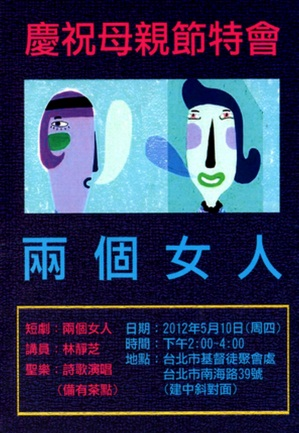 慶祝母親節特會
兩個女人
短劇：兩個女人
講員：林靜芝
聖樂：詩歌演唱
（備有茶點）
日期：2012年5月10日(周四)
時間：下午2:00-4:00
地點：台北市基督徒聚會處
台北市南海路39號
（建中斜對面）